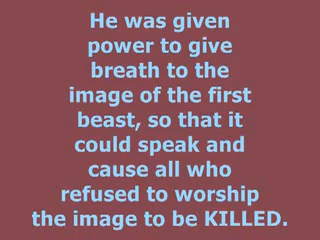 He was given
power to give
breath to the
image of the first
beast, so that it
could speak and
cause all who
refused to worship
the image to be KILLED.